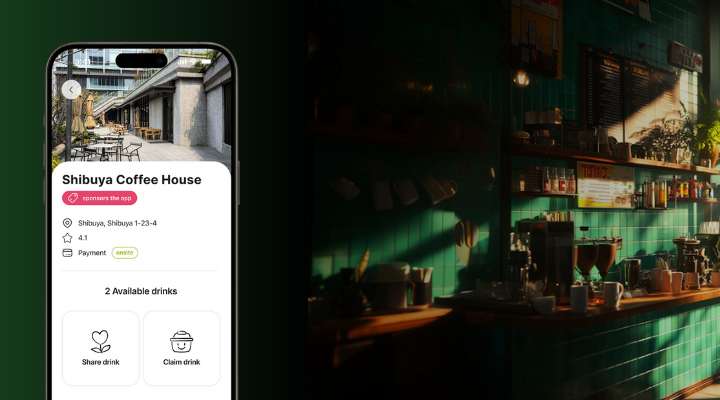 Shibuya Coffee House
sponsors the app
Shibuya, Shibuya 1-23-4
4.1
Payment onsite
2 Available drinks
Share drink Claim drink